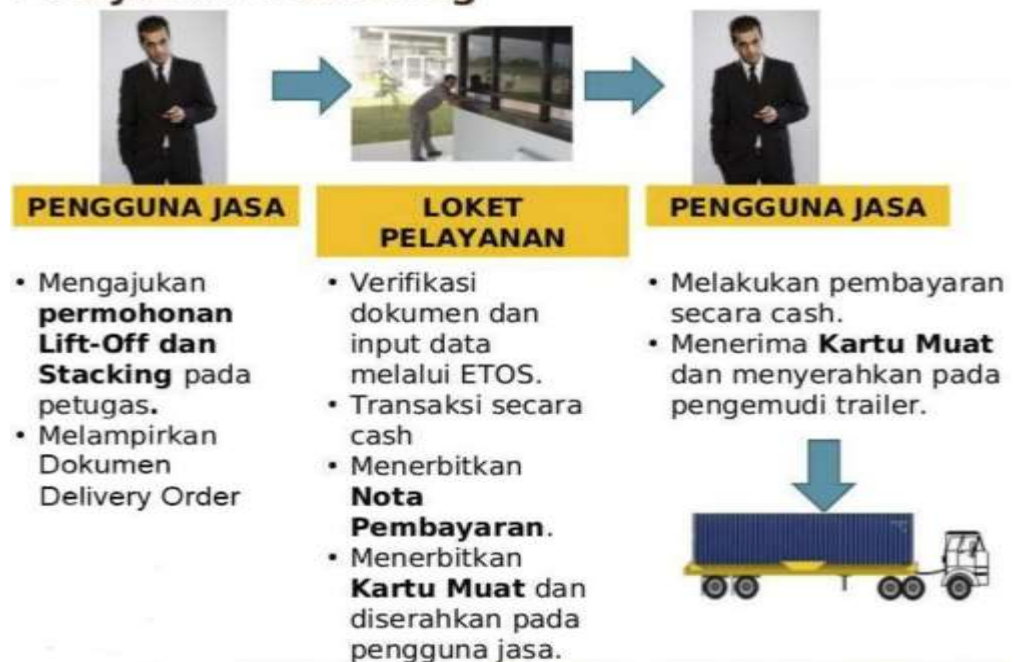 PENGGUNA JASA
• Mengajukan
permohonan
Lift-Off dan
Stacking pada
petugas.
• Melampirkan
Dokumen
Delivery Order
LOKET
PELAYANAN
• Verifikasi
dokumen dan
input data
melalui ETOS.
• Transaksi secara
cash
• Menerbitkan
Nota
Pembayaran.
• Menerbitkan
Kartu Muat dan
diserahkan pada
pengguna jasa.
PENGGUNA JASA
• Melakukan pembayaran
secara cash.
• Menerima Kartu Muat
dan menyerahkan pada
pengemudi trailer.